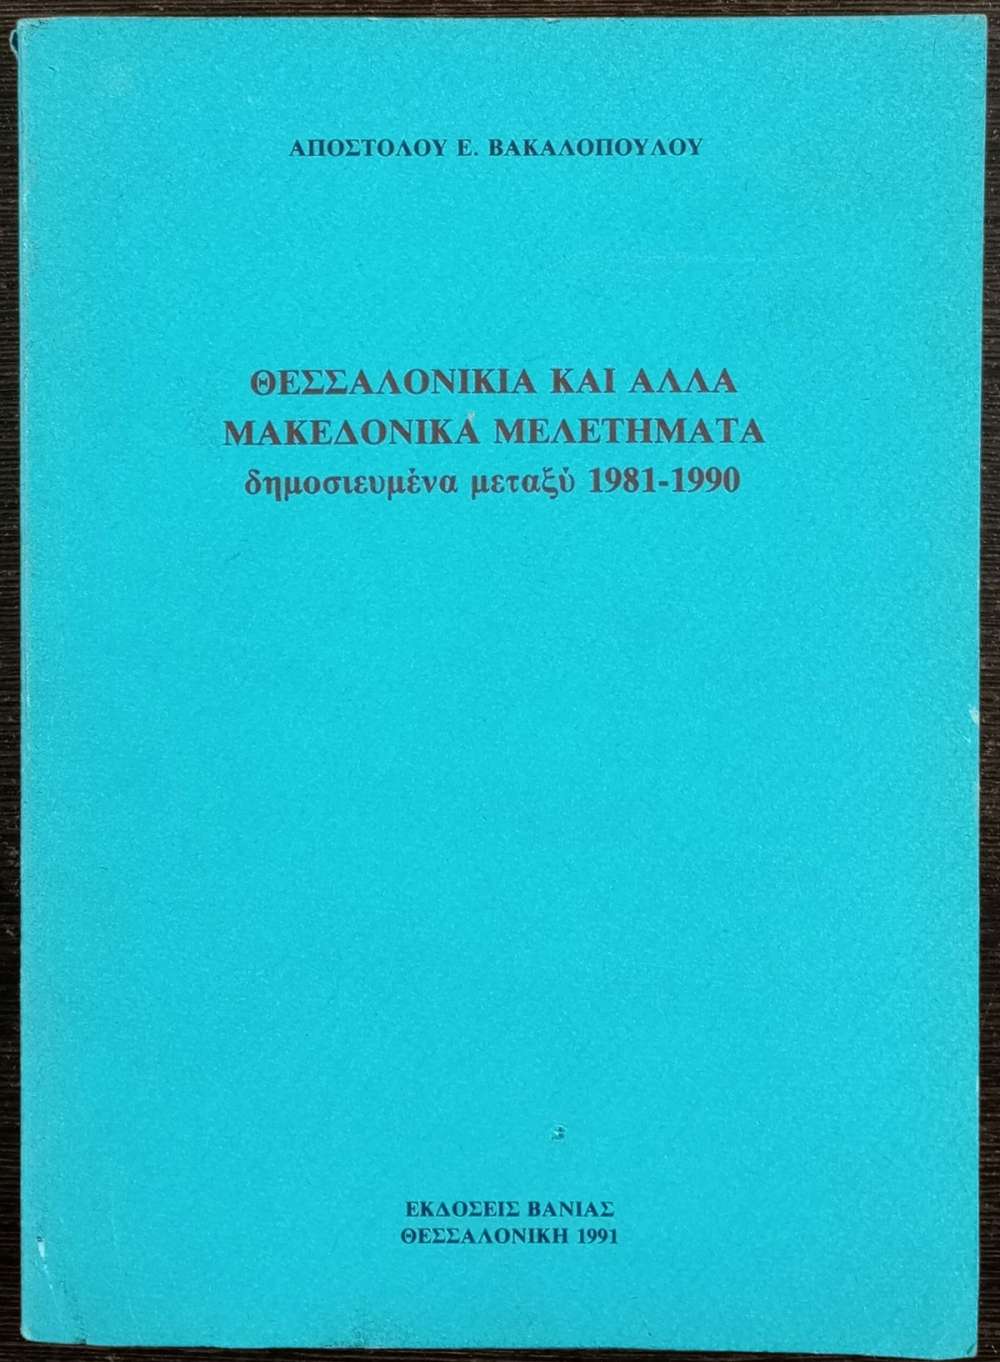 ΑΠΟΣΤΟΛΟΥ Ε. ΒΑΚΑΛΟΠΟΥΛΟΥ
ΘΕΣΣΑΛΟΝΙΚΙΑ ΚΑΙ ΑΛΛΑ
ΜΑΚΕΔΟΝΙΚΑ ΜΕΛΕΤΗΜΑΤΑ
δημοσιευμένα μεταξύ 1981-1990
ΕΚΔΟΣΕΙΣ ΒΑΝΙΑΣ
ΘΕΣΣΑΛΟΝΙΚΗ 1991